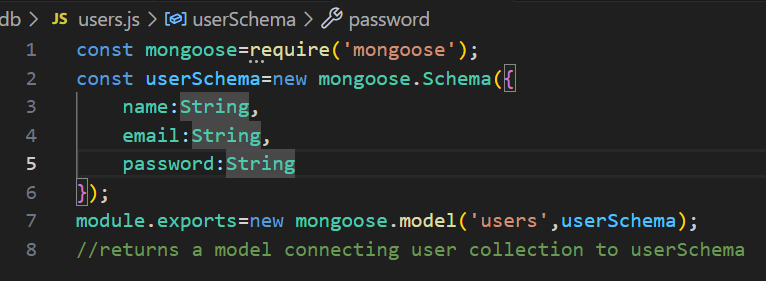 db > JS users.js > userSchema > password
1 const mongoose=require('mongoose');
2 const userSchema=new mongoose.Schema({
3     name:String,
4     email:String,
5     password:String
6 });
7 module.exports=new mongoose.model('users',userSchema);
8 //returns a model connecting user collection to userSchema